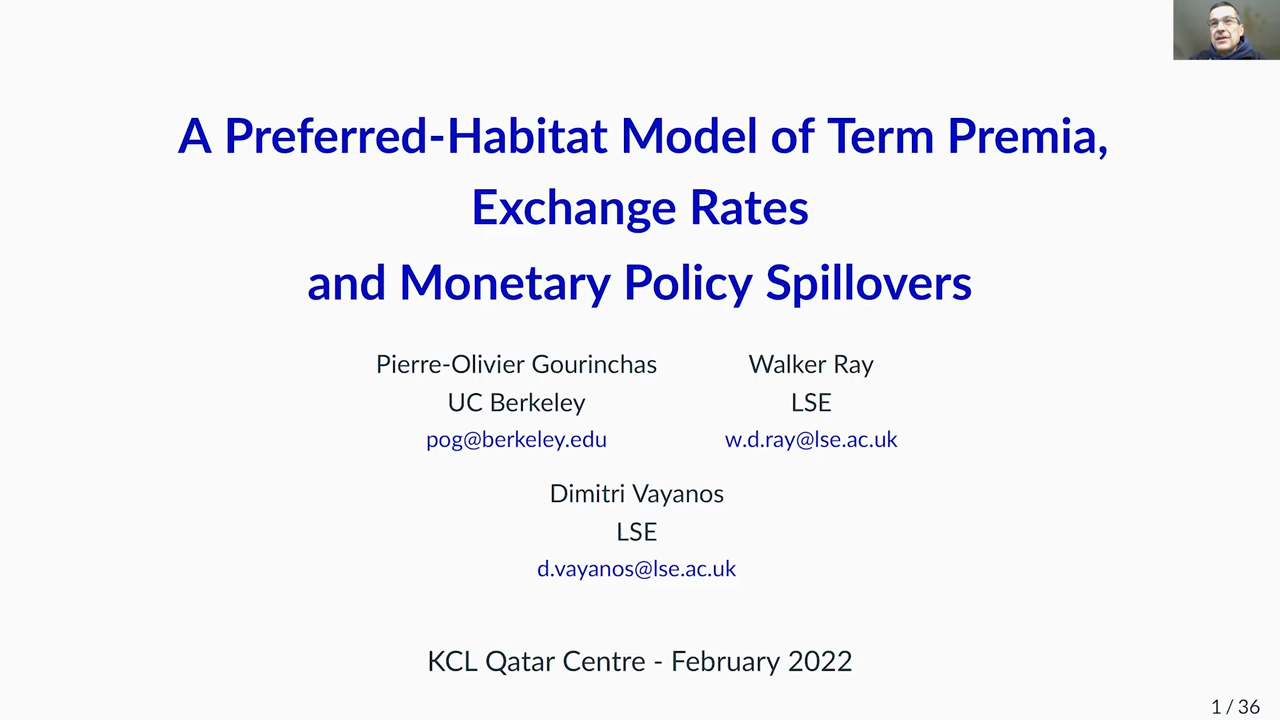 A Preferred-Habitat Model of Term Premia,
Exchange Rates
and Monetary Policy Spillovers
Pierre-Olivier Gourinchas
UC Berkeley
pog@berkeley.edu
Walker Ray
LSE
w.d.ray@lse.ac.uk
Dimitri Vayanos
LSE
d.vayanos@lse.ac.uk
KCL Qatar Centre - February 2022
1 / 36